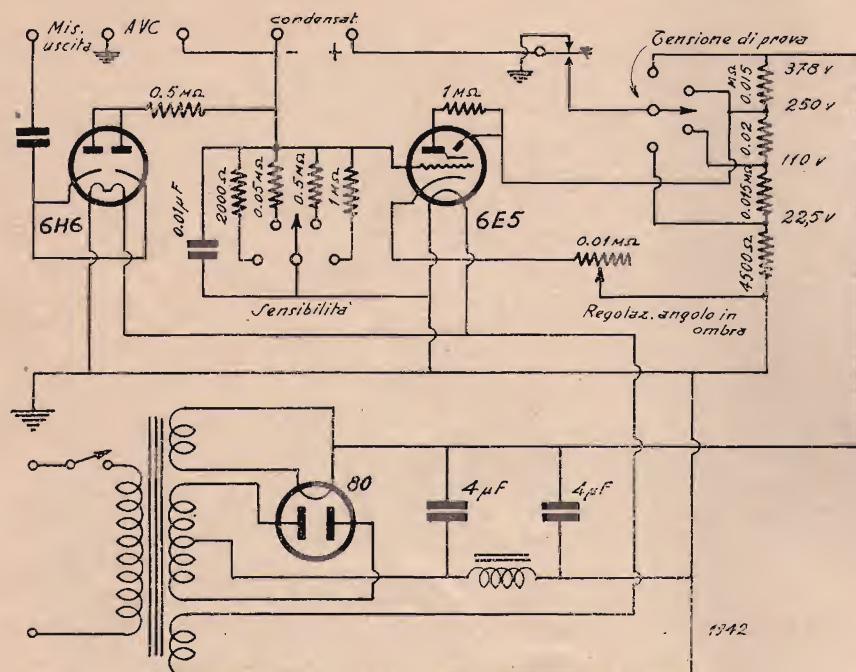 Mis. uscita
AVC
condensat.
- +
Tensione di prova
0.5 MΩ
1 MΩ
MΩ 0.015
378 v
250 v
0.02
110 v
0.015 MΩ
22,5 v
4500 Ω
6H6
0.01 µF
2000 Ω
0.05 MΩ
0.5 MΩ
1 MΩ
6E5
0.01 MΩ
Sensibilità
Regolaz. angolo in
ombra
80
4 µF
4 µF
1942